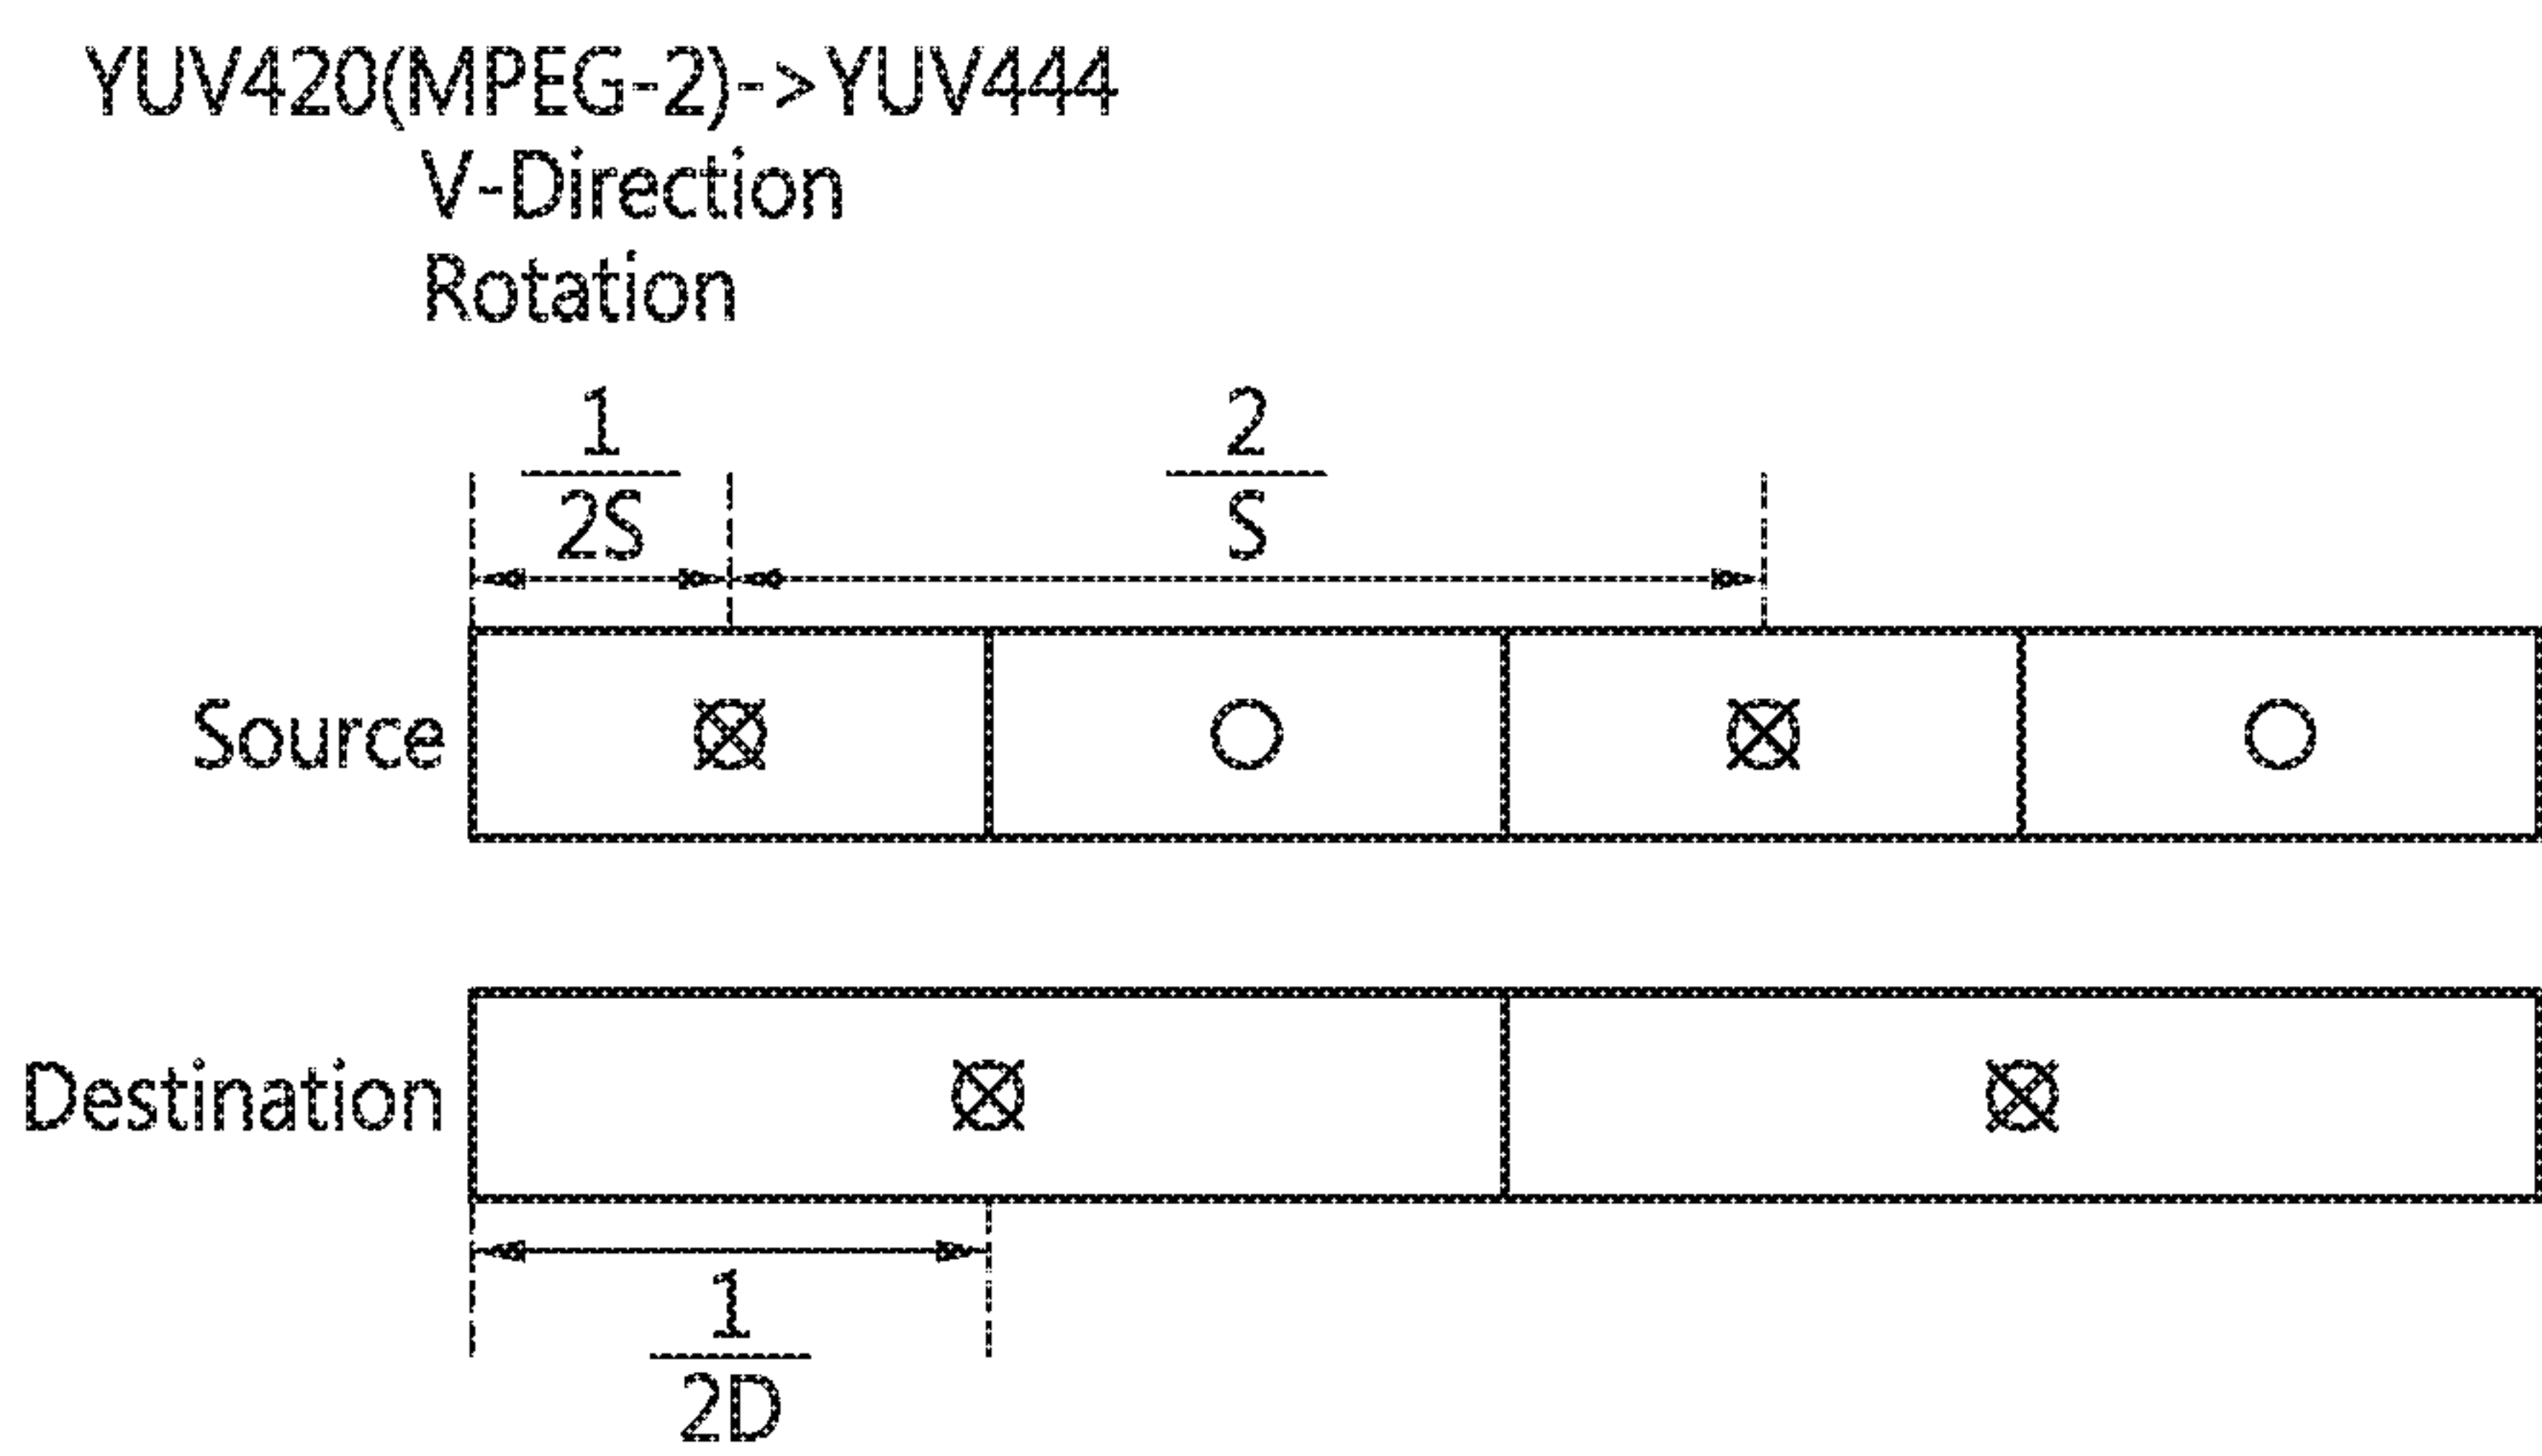 YUV420(MPEG-2)->YUV444
V-Direction
Rotation
1
2S
2
S
Source
Destination
1
2D